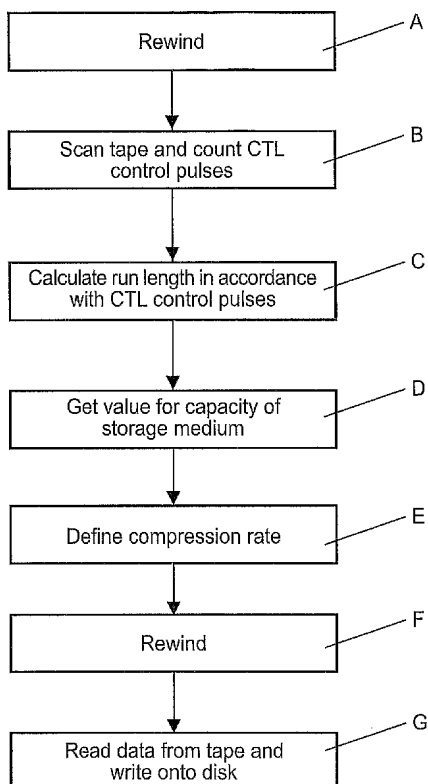 A
Rewind
B
Scan tape and count CTL
control pulses
C
Calculate run length in accordance
with CTL control pulses
D
Get value for capacity of
storage medium
E
Define compression rate
F
Rewind
G
Read data from tape and
write onto disk